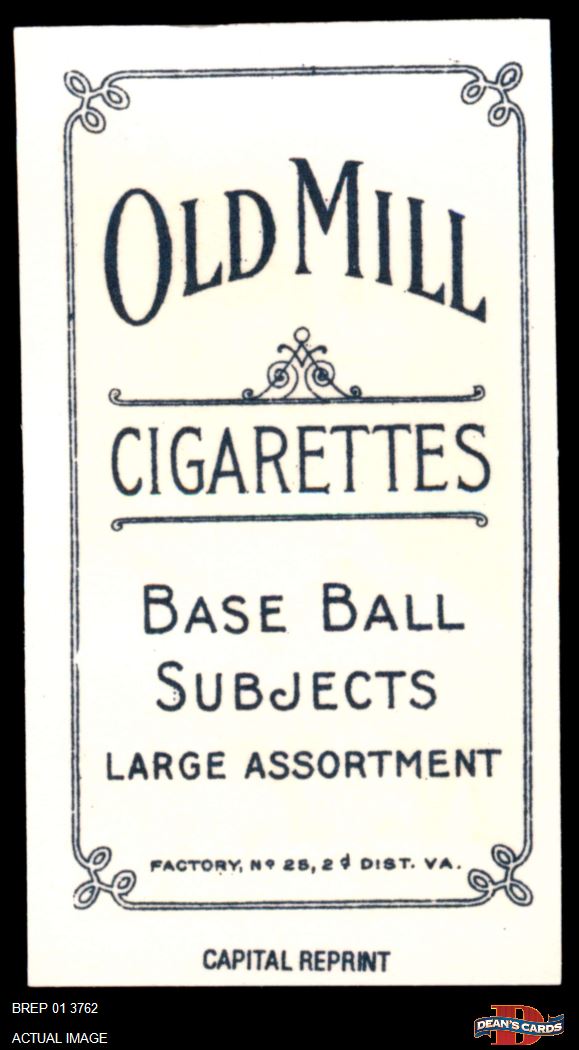 OLD MILL
CIGARETTES
BASE BALL
SUBJECTS
LARGE ASSORTMENT
FACTORY, Nº 25, 2d DIST. VA.
CAPITAL REPRINT
BREP 01 3762
ACTUAL IMAGE
D
DEAN'S CARDS